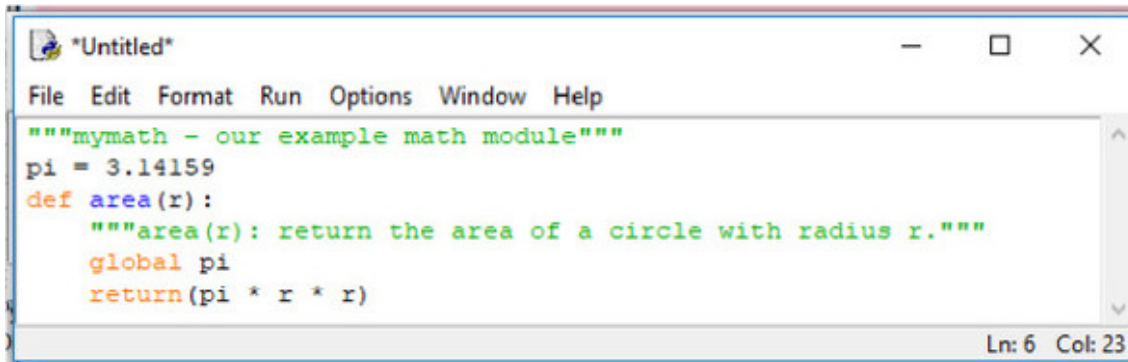 *Untitled*
File Edit Format Run Options Window Help
"""mymath - our example math module"""
pi = 3.14159
def area(r):
    """area(r): return the area of a circle with radius r."""
    global pi
    return(pi * r * r)
Ln: 6 Col: 23